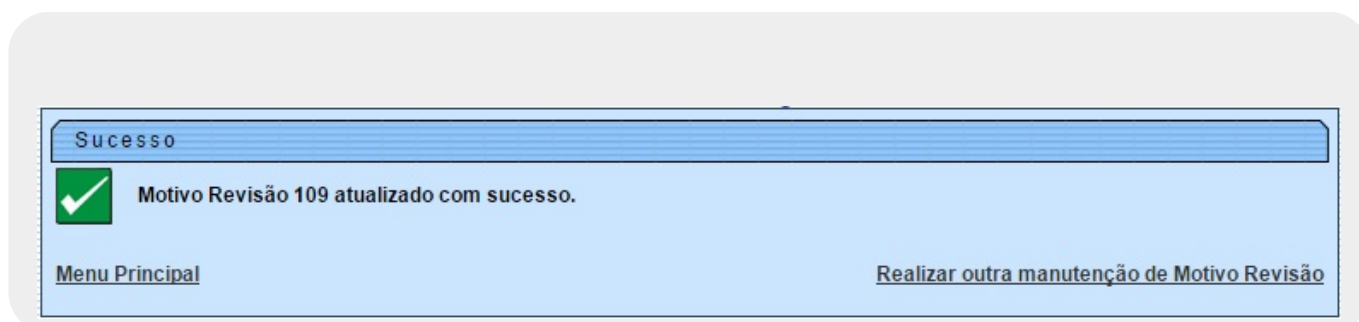 Sucesso
Motivo Revisão 109 atualizado com sucesso.
Menu Principal
Realizar outra manutenção de Motivo Revisão